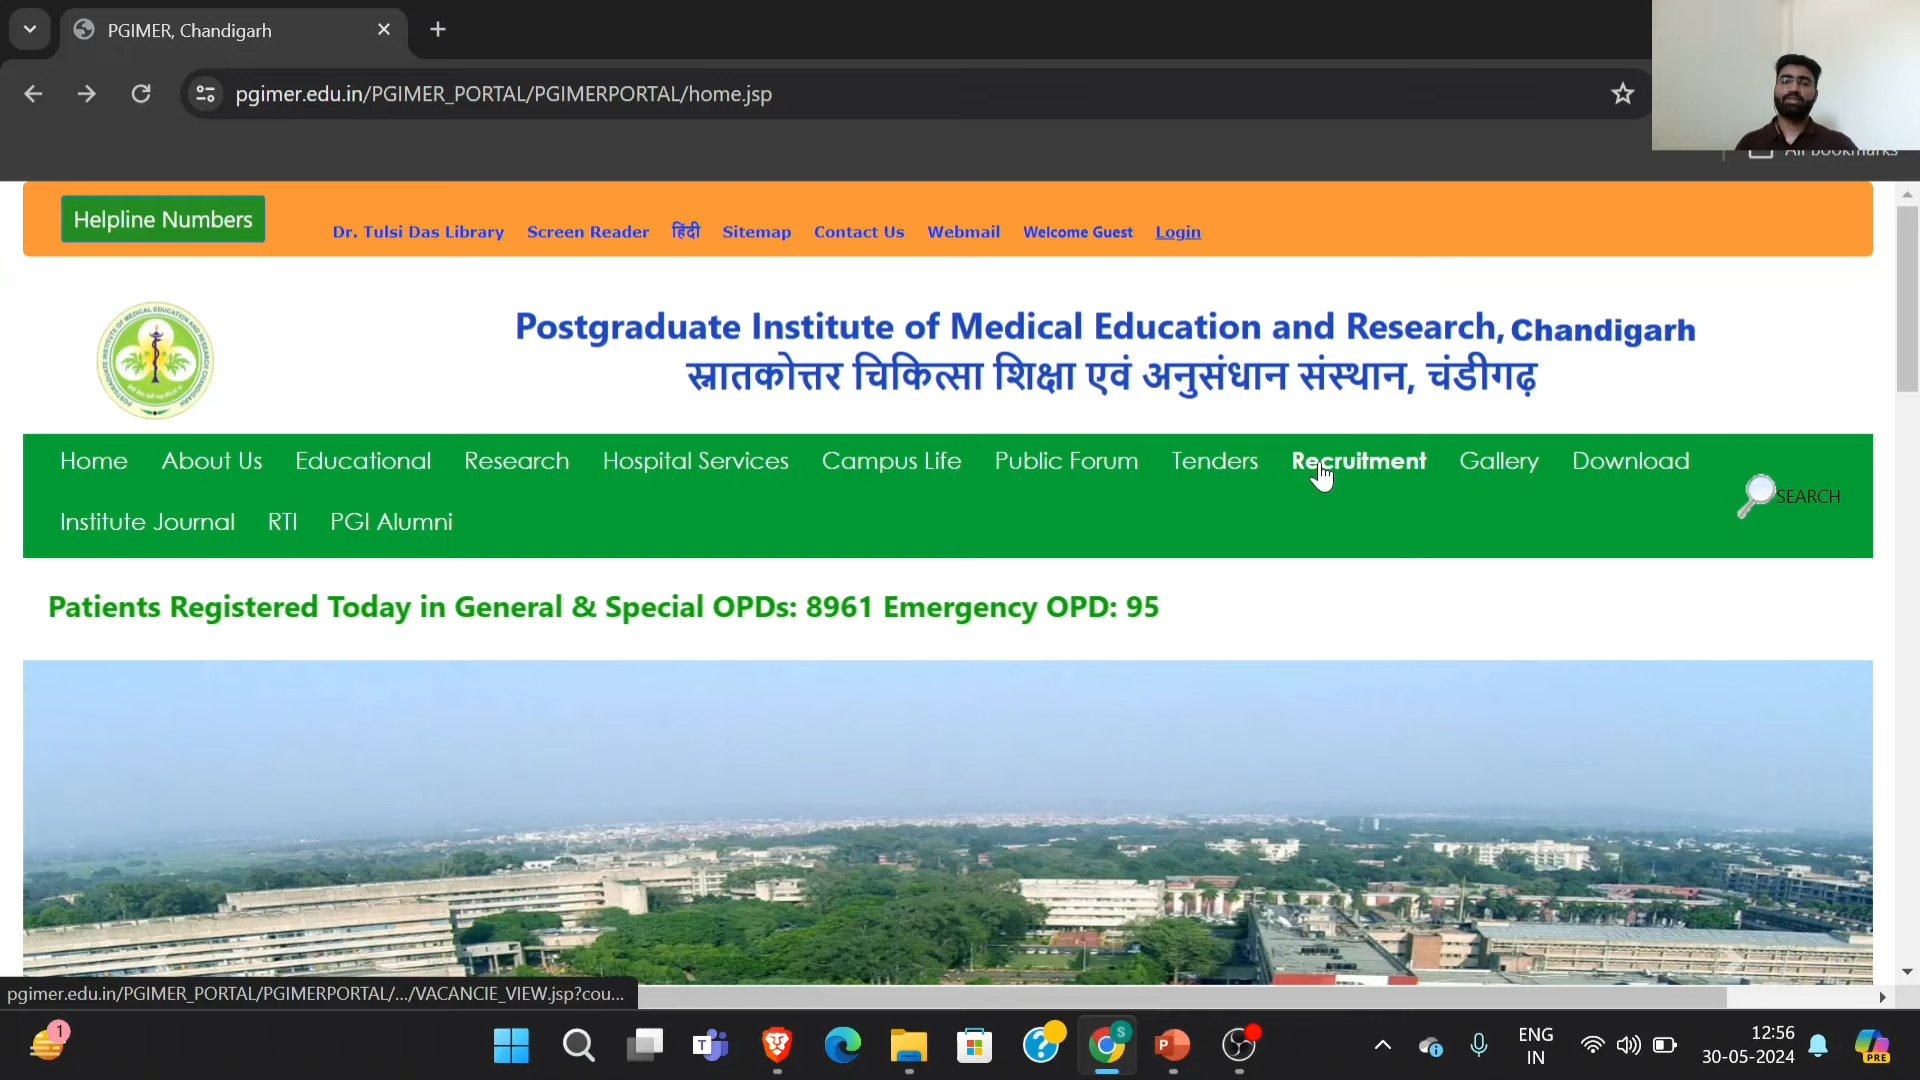 PGIMER, Chandigarh
pgimer.edu.in/PGIMER_PORTAL/PGIMERPORTAL/home.jsp
All Bookmarks
Helpline Numbers
Dr. Tulsi Das Library Screen Reader हिंदी Sitemap Contact Us Webmail Welcome Guest Login
Postgraduate Institute of Medical Education and Research, Chandigarh
स्नातकोत्तर चिकित्सा शिक्षा एवं अनुसंधान संस्थान, चंडीगढ़
Home About Us Educational Research Hospital Services Campus Life Public Forum Tenders Recruitment Gallery Download
SEARCH
Institute Journal RTI PGI Alumni
Patients Registered Today in General & Special OPDs: 8961 Emergency OPD: 95
pgimer.edu.in/PGIMER_PORTAL/PGIMERPORTAL/.../VACANCIE_VIEW.jsp?cou...
1
T
S
P
ENG
IN
12:56
30-05-2024
PRE